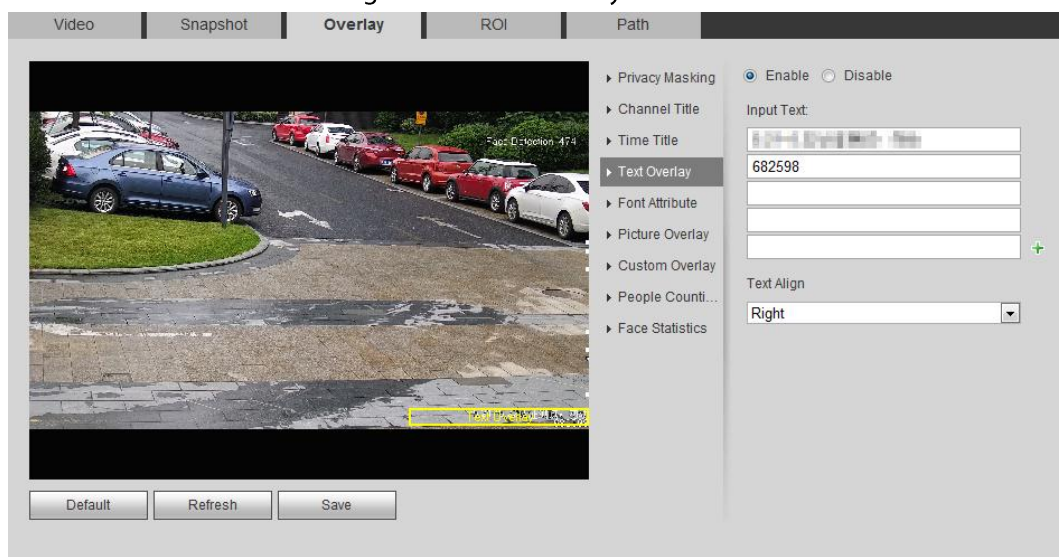 Video Snapshot Overlay ROI Path
Privacy Masking
Channel Title
Time Title
Text Overlay
Font Attribute
Picture Overlay
Custom Overlay
People Counti...
Face Statistics
Enable Disable
Input Text:
682598
Text Align
Right
Face Detection 474
Default Refresh Save